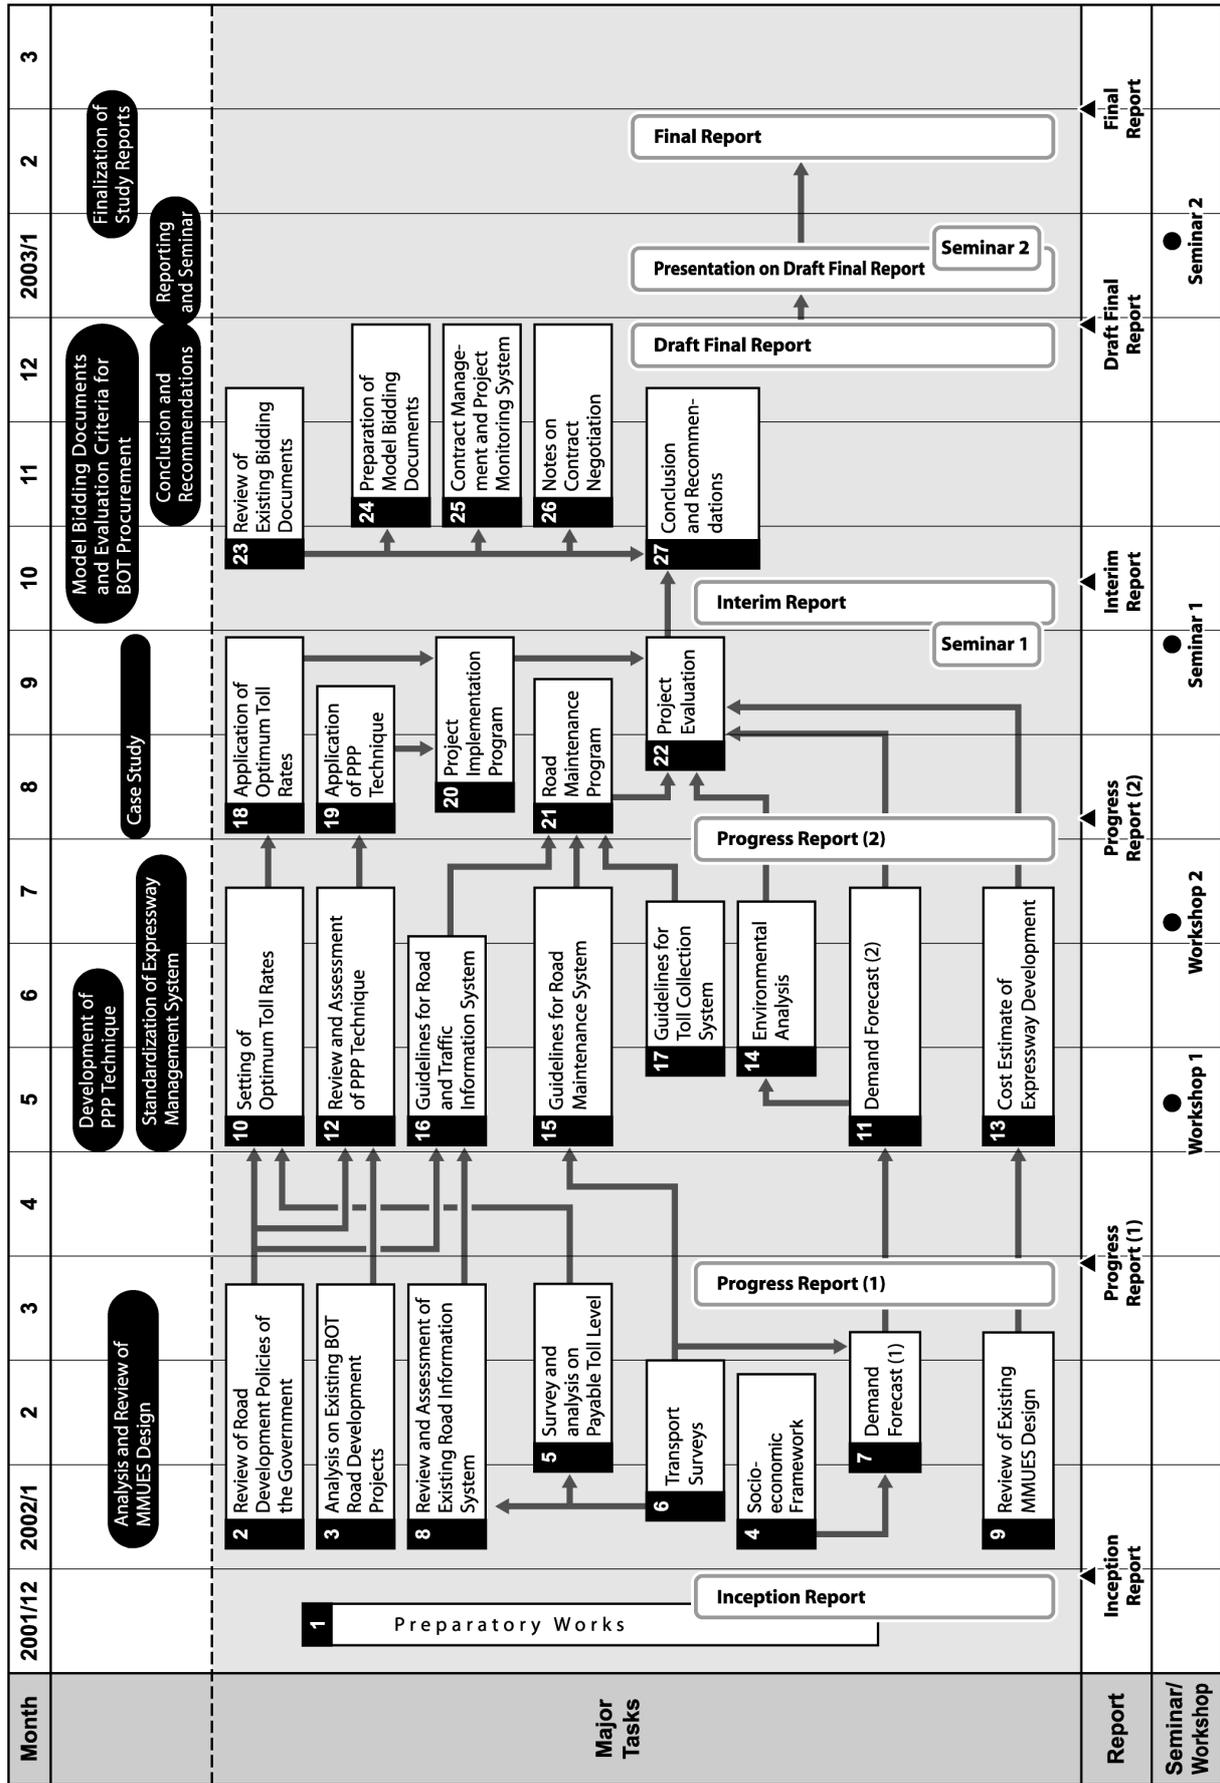 Month
2001/12
2002/1
2
3
4
5
6
7
8
9
10
11
12
2003/1
2
3
Analysis and Review of
MMUES Design
Development of
PPP Technique
Standardization of Expressway
Management System
Case Study
Model Bidding Documents
and Evaluation Criteria for
BOT Procurement
Conclusion and
Recommendations
Reporting
and Seminar
Finalization of
Study Reports
Major
Tasks
1
Preparatory Works
Inception Report
2
Review of Road
Development Policies of
the Government
3
Analysis on Existing BOT
Road Development
Projects
8
Review and Assessment of
Existing Road Information
System
5
Survey and
analysis on
Payable Toll Level
6
Transport
Surveys
4
Socio-
economic
Framework
7
Demand
Forecast (1)
9
Review of Existing
MMUES Design
Progress Report (1)
10
Setting of
Optimum Toll Rates
12
Review and Assessment
of PPP Technique
16
Guidelines for Road
and Traffic
Information System
15
Guidelines for Road
Maintenance System
17
Guidelines for
Toll Collection
System
14
Environmental
Analysis
11
Demand Forecast (2)
13
Cost Estimate of
Expressway Development
Progress Report (2)
18
Application of
Optimum Toll
Rates
19
Application
of PPP
Technique
20
Project
Implementation
Program
21
Road
Maintenance
Program
22
Project
Evaluation
Seminar 1
Interim Report
23
Review of
Existing Bidding
Documents
24
Preparation of
Model Bidding
Documents
25
Contract Manage-
ment and Project
Monitoring System
26
Notes on
Contract
Negotiation
27
Conclusion
and Recommen-
dations
Draft Final Report
Presentation on Draft Final Report
Seminar 2
Final Report
Report
Inception
Report
Progress
Report (1)
Progress
Report (2)
Interim
Report
Draft Final
Report
Final
Report
Seminar/
Workshop
Workshop 1
Workshop 2
Seminar 1
Seminar 2